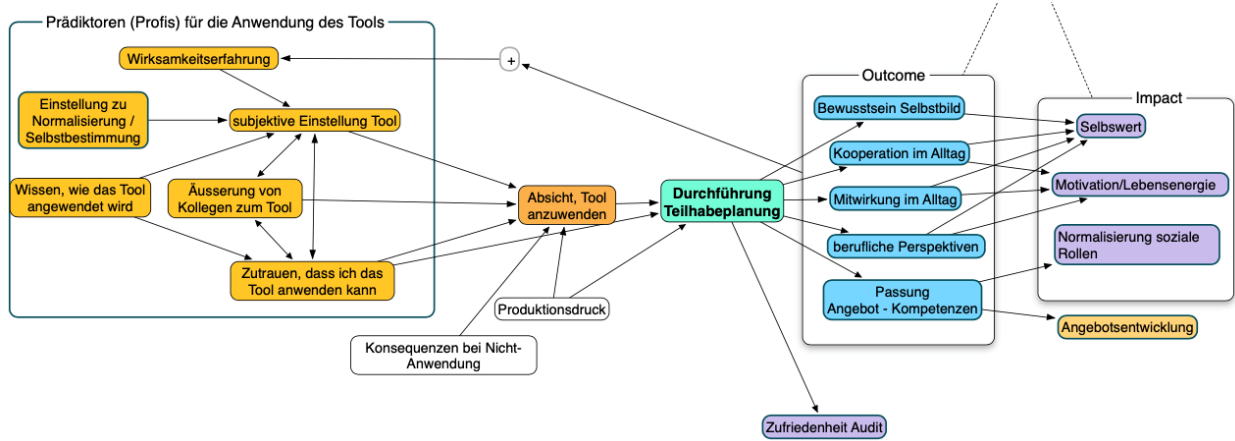 Prädiktoren (Profis) für die Anwendung des Tools
Wirksamkeitserfahrung
+
Einstellung zu
Normalisierung /
Selbstbestimmung
subjektive Einstellung Tool
Wissen, wie das Tool
angewendet wird
Äusserung von
Kollegen zum Tool
Zutrauen, dass ich das
Tool anwenden kann
Absicht, Tool
anzuwenden
Produktionsdruck
Konsequenzen bei Nicht-
Anwendung
Durchführung
Teilhabeplanung
Outcome
Bewusstsein Selbstbild
Kooperation im Alltag
Mitwirkung im Alltag
berufliche Perspektiven
Passung
Angebot - Kompetenzen
Impact
Selbswert
Motivation/Lebensenergie
Normalisierung soziale
Rollen
Angebotsentwicklung
Zufriedenheit Audit